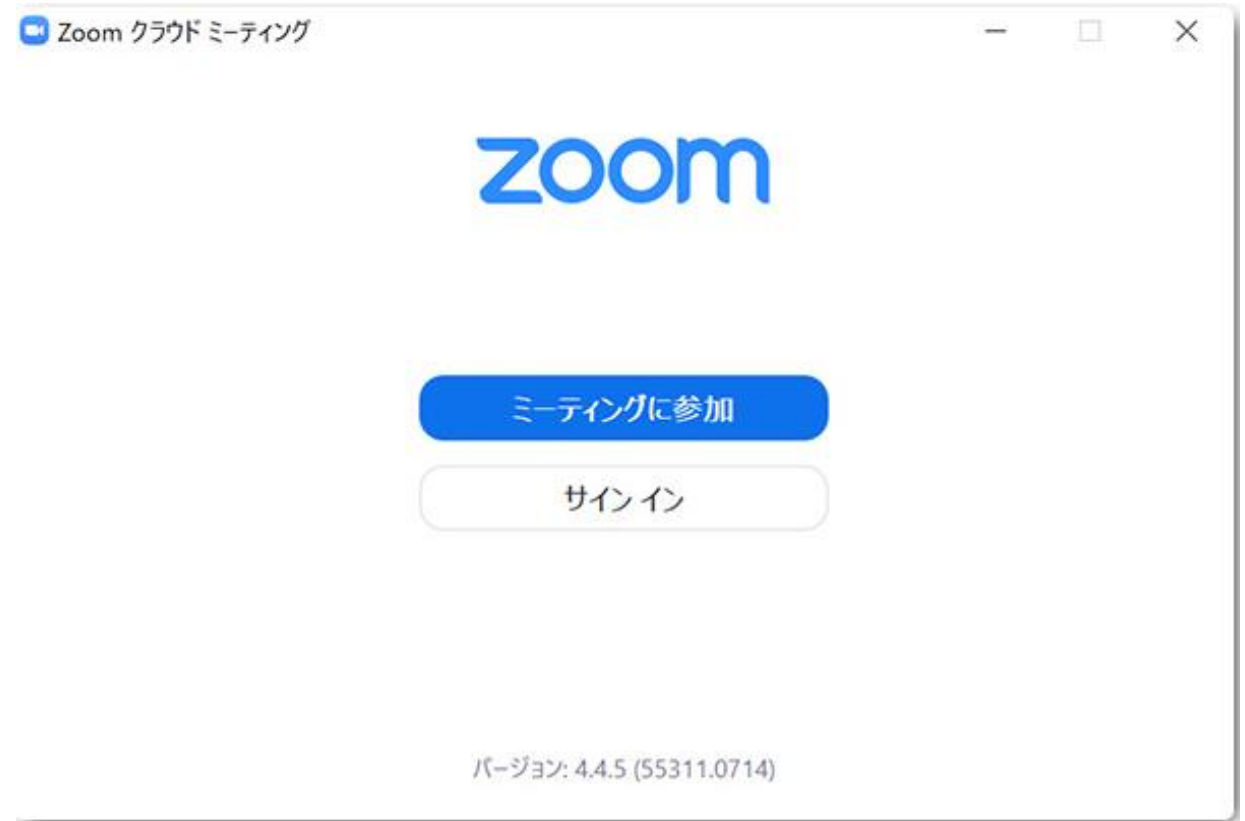 Zoom クラウド ミーティング
zoom
ミーティングに参加
サイン イン
バージョン: 4.4.5 (55311.0714)